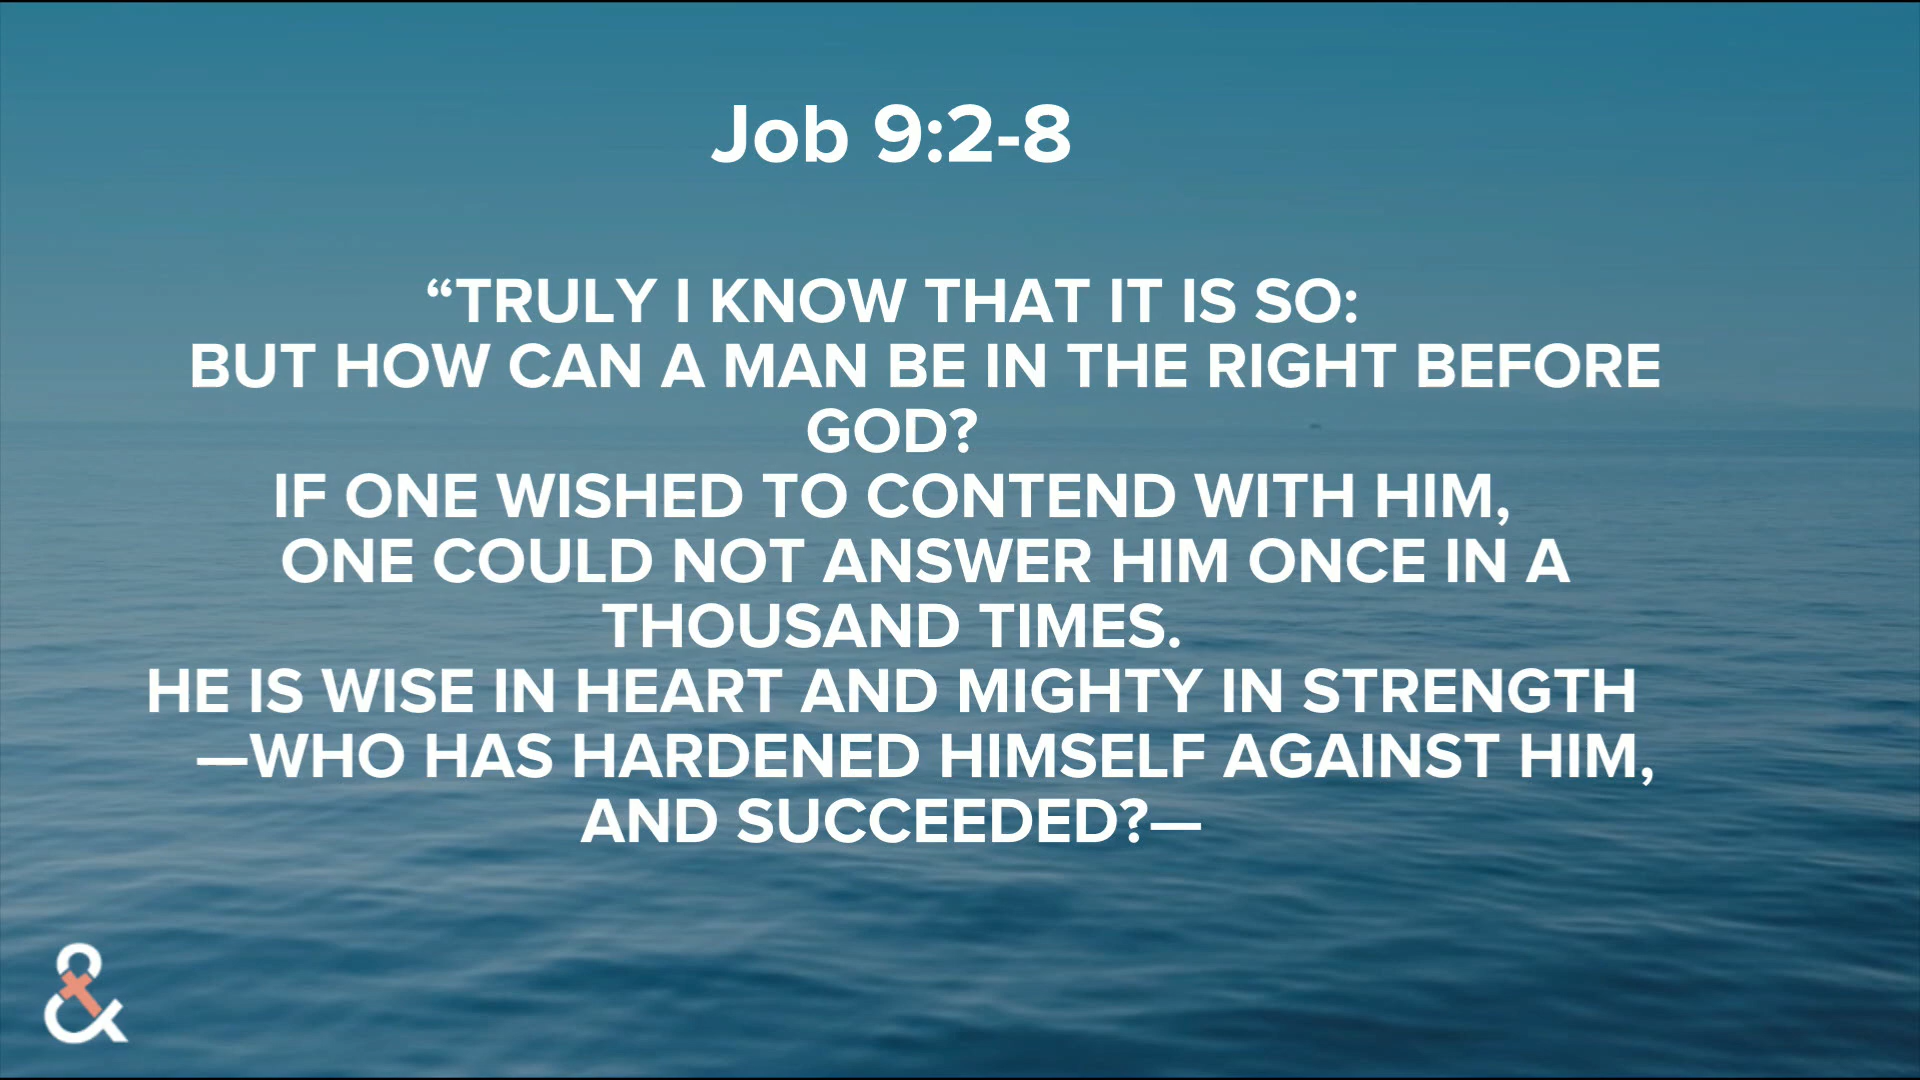 Job 9:2-8
“TRULY I KNOW THAT IT IS SO:
BUT HOW CAN A MAN BE IN THE RIGHT BEFORE
GOD?
IF ONE WISHED TO CONTEND WITH HIM,
ONE COULD NOT ANSWER HIM ONCE IN A
THOUSAND TIMES.
HE IS WISE IN HEART AND MIGHTY IN STRENGTH
—WHO HAS HARDENED HIMSELF AGAINST HIM,
AND SUCCEEDED?—
&